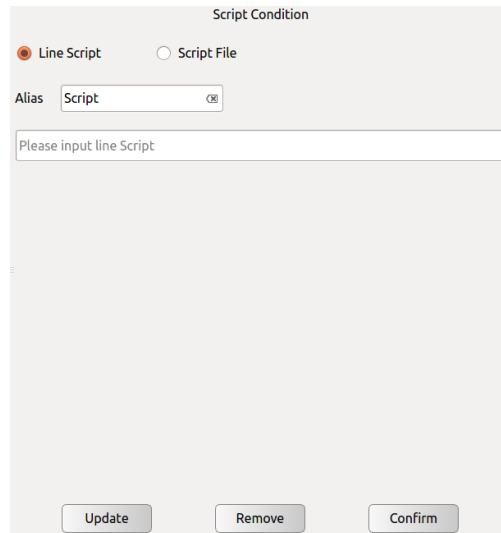 Script Condition
Line Script Script File
Alias Script
Please input line Script
Update Remove Confirm